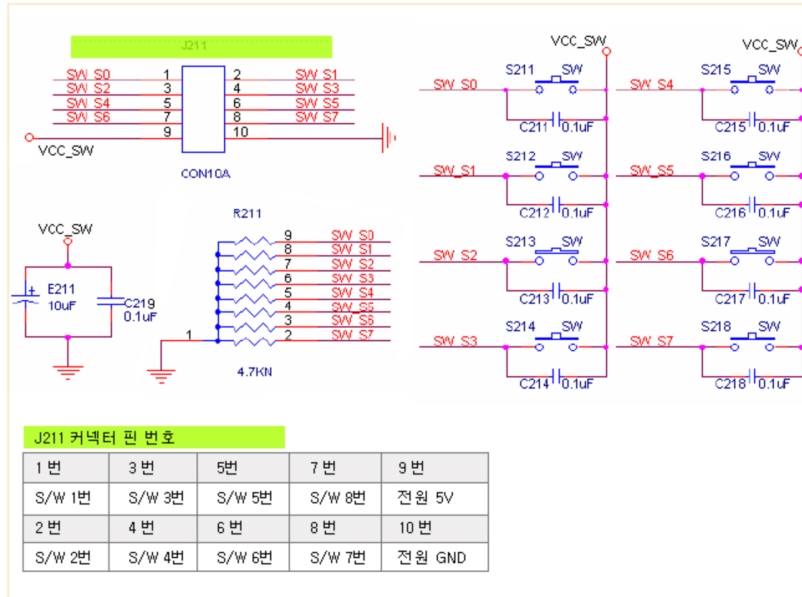 J211
SW_S0 1 2 SW_S1
SW_S2 3 4 SW_S3
SW_S4 5 6 SW_S5
SW_S6 7 8 SW_S7
9 10
VCC_SW
CON10A
VCC_SW
E211
10uF
C219
0.1uF
R211
9 SW_S0
8 SW_S1
7 SW_S2
6 SW_S3
5 SW_S4
4 SW_S5
3 SW_S6
1 2 SW_S7
4.7KN
VCC_SW
SW_S0 S211 SW
C211 0.1uF
SW_S1 S212 SW
C212 0.1uF
SW_S2 S213 SW
C213 0.1uF
SW_S3 S214 SW
C214 0.1uF
VCC_SW
SW_S4 S215 SW
C215 0.1uF
SW_S5 S216 SW
C216 0.1uF
SW_S6 S217 SW
C217 0.1uF
SW_S7 S218 SW
C218 0.1uF
J211 커넥터 핀 번호
1 번 3 번 5번 7 번 9 번
S/W 1번 S/W 3번 S/W 5번 S/W 8번 전원 5V
2 번 4 번 6 번 8 번 10 번
S/W 2번 S/W 4번 S/W 6번 S/W 7번 전원 GND